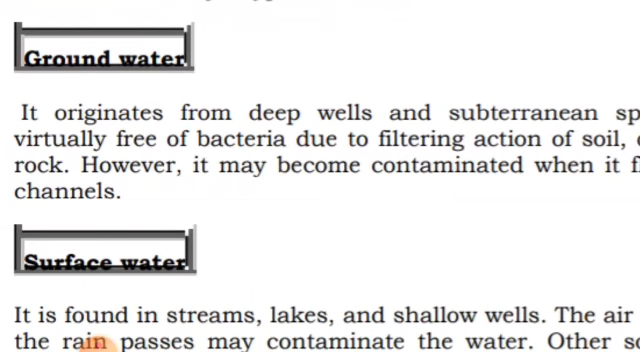 Ground water
It originates from deep wells and subterranean
virtually free of bacteria due to filtering action of soil,
rock. However, it may become contaminated when it
channels.
Surface water
It is found in streams, lakes, and shallow wells. The air
the rain passes may contaminate the water. Other